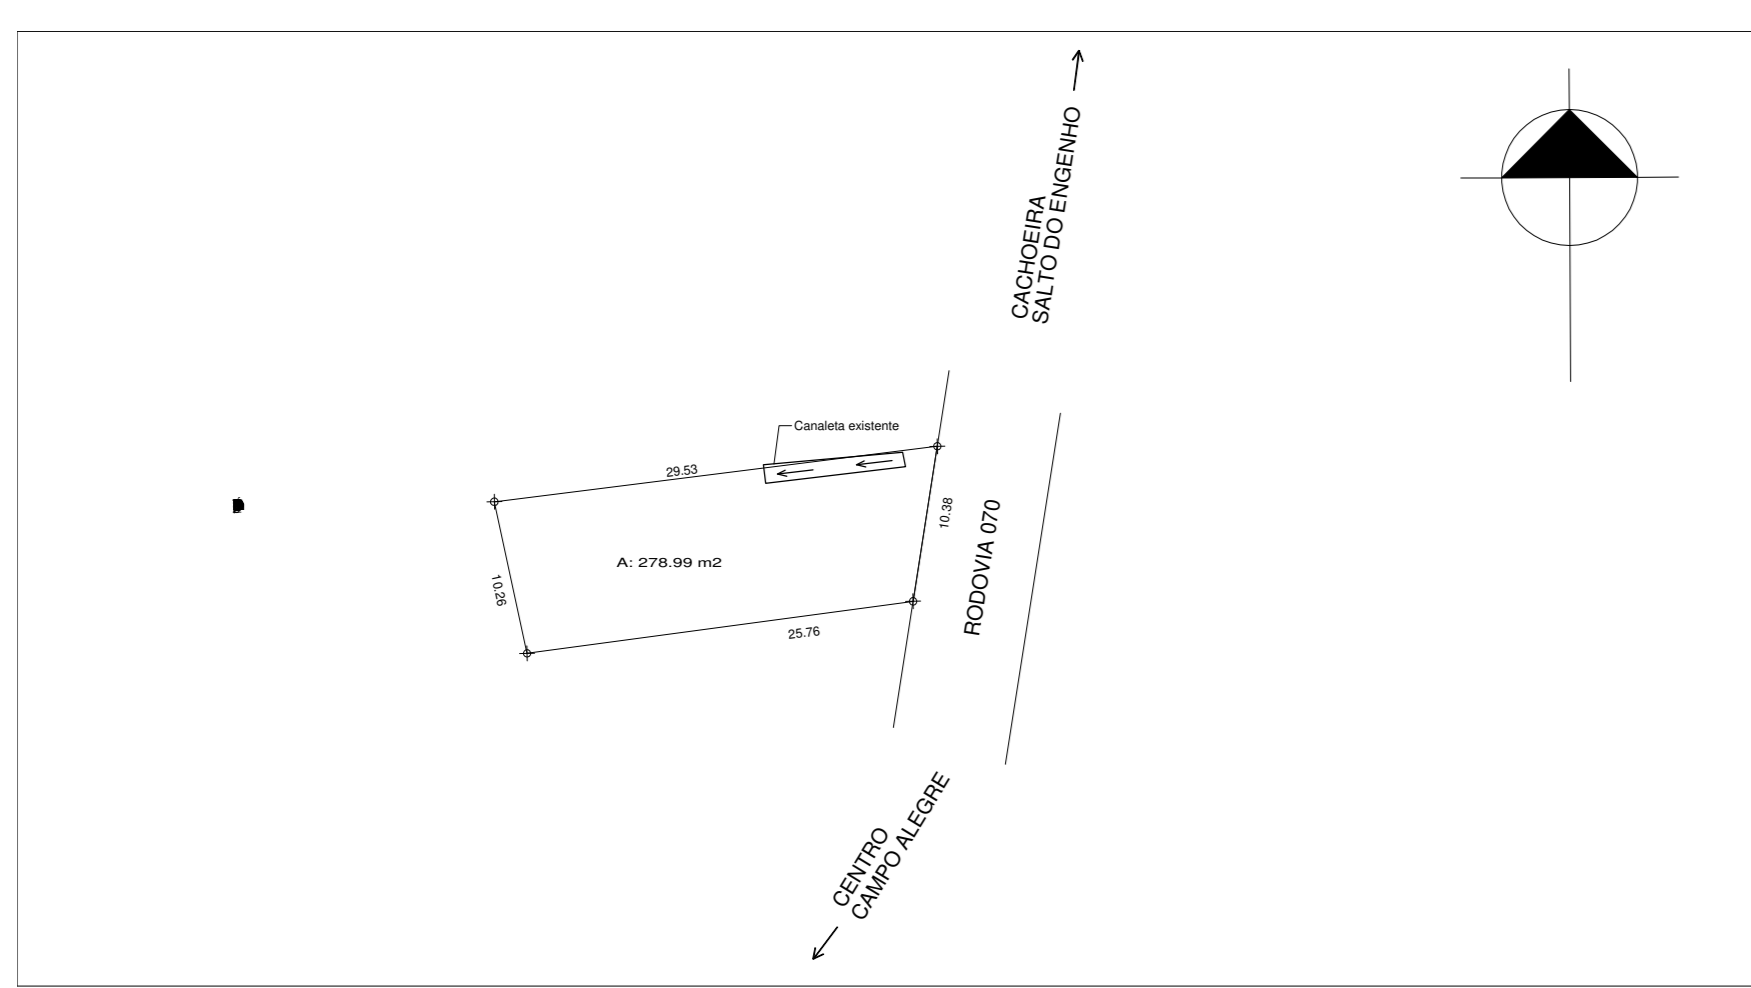 CACHOEIRA
SALTO DO ENGENHO
Canaleta existente
29.53
10.38
RODOVIA 070
A: 278.99 m2
10.26
25.76
CENTRO
CAMPO ALEGRE